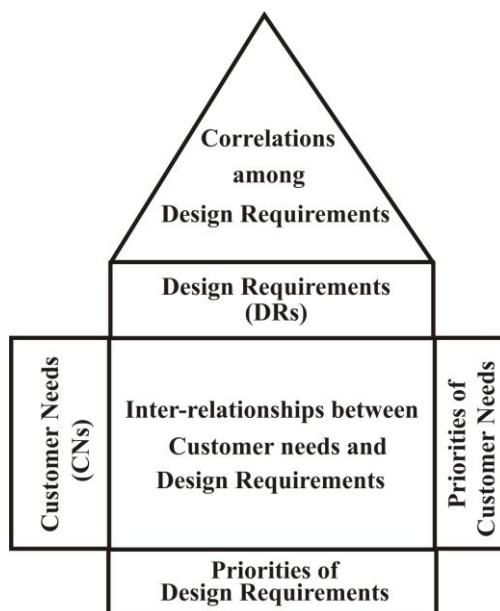 Correlations
among
Design Requirements
Design Requirements
(DRs)
Customer Needs
(CNs)
Inter-relationships between
Customer needs and
Design Requirements
Priorities of
Customer Needs
Priorities of
Design Requirements